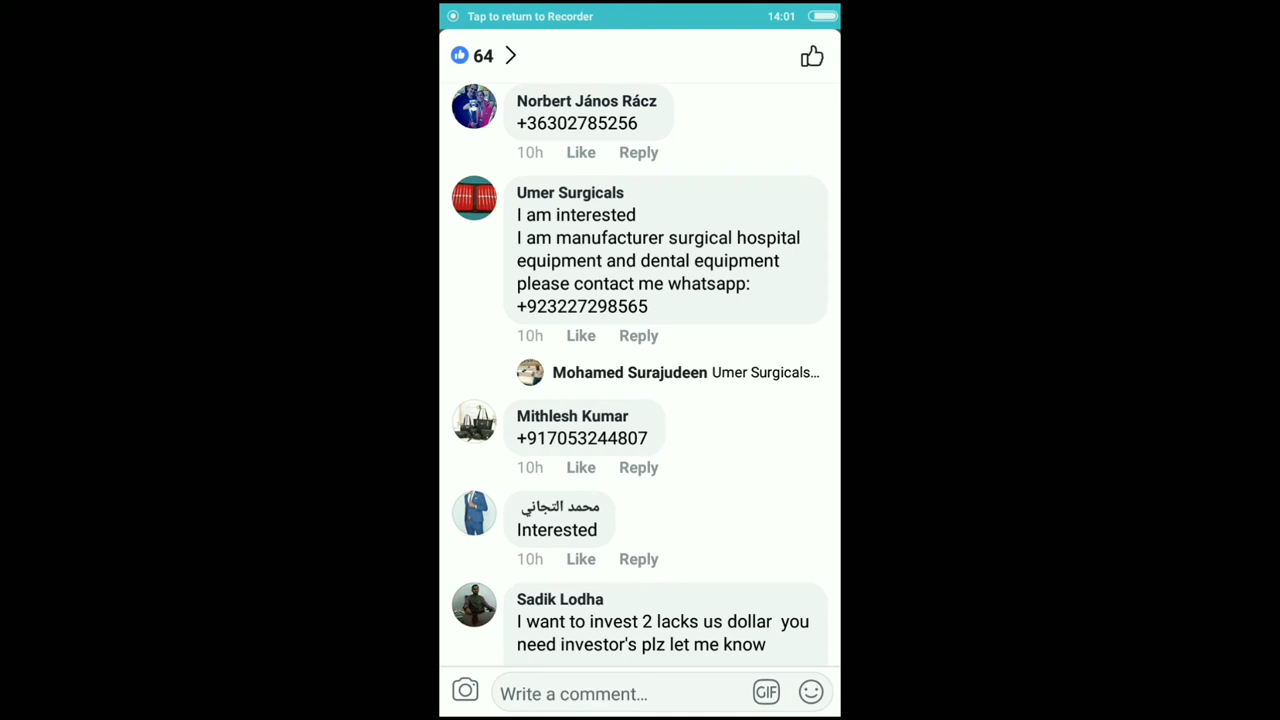 Tap to return to Recorder
14:01
64
Norbert János Rácz
+36302785256
10h Like Reply
Umer Surgicals
I am interested
I am manufacturer surgical hospital
equipment and dental equipment
please contact me whatsapp:
+923227298565
10h Like Reply
Mohamed Surajudeen Umer Surgicals...
Mithlesh Kumar
+917053244807
10h Like Reply
محمد التجاني
Interested
10h Like Reply
Sadik Lodha
I want to invest 2 lacks us dollar you
need investor's plz let me know
Write a comment...
GIF